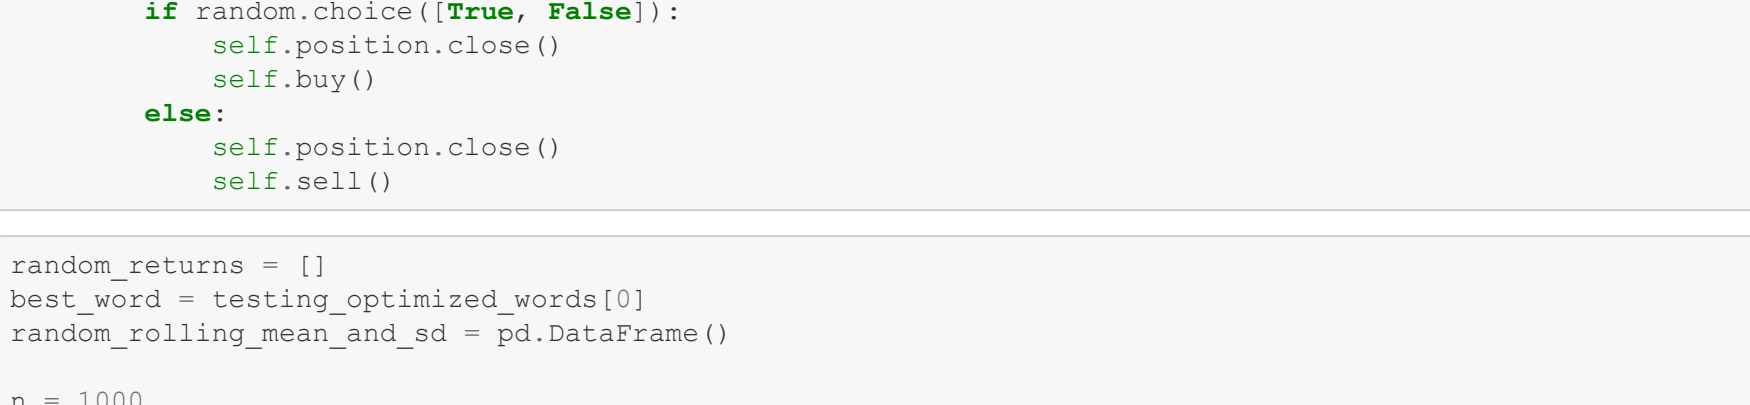 if random.choice([True, False]):
self.position.close()
self.buy()
else:
self.position.close()
self.sell()
random_returns = []
best_word = testing_optimized_words[0]
random_rolling_mean_and_sd = pd.DataFrame()
n = 1000